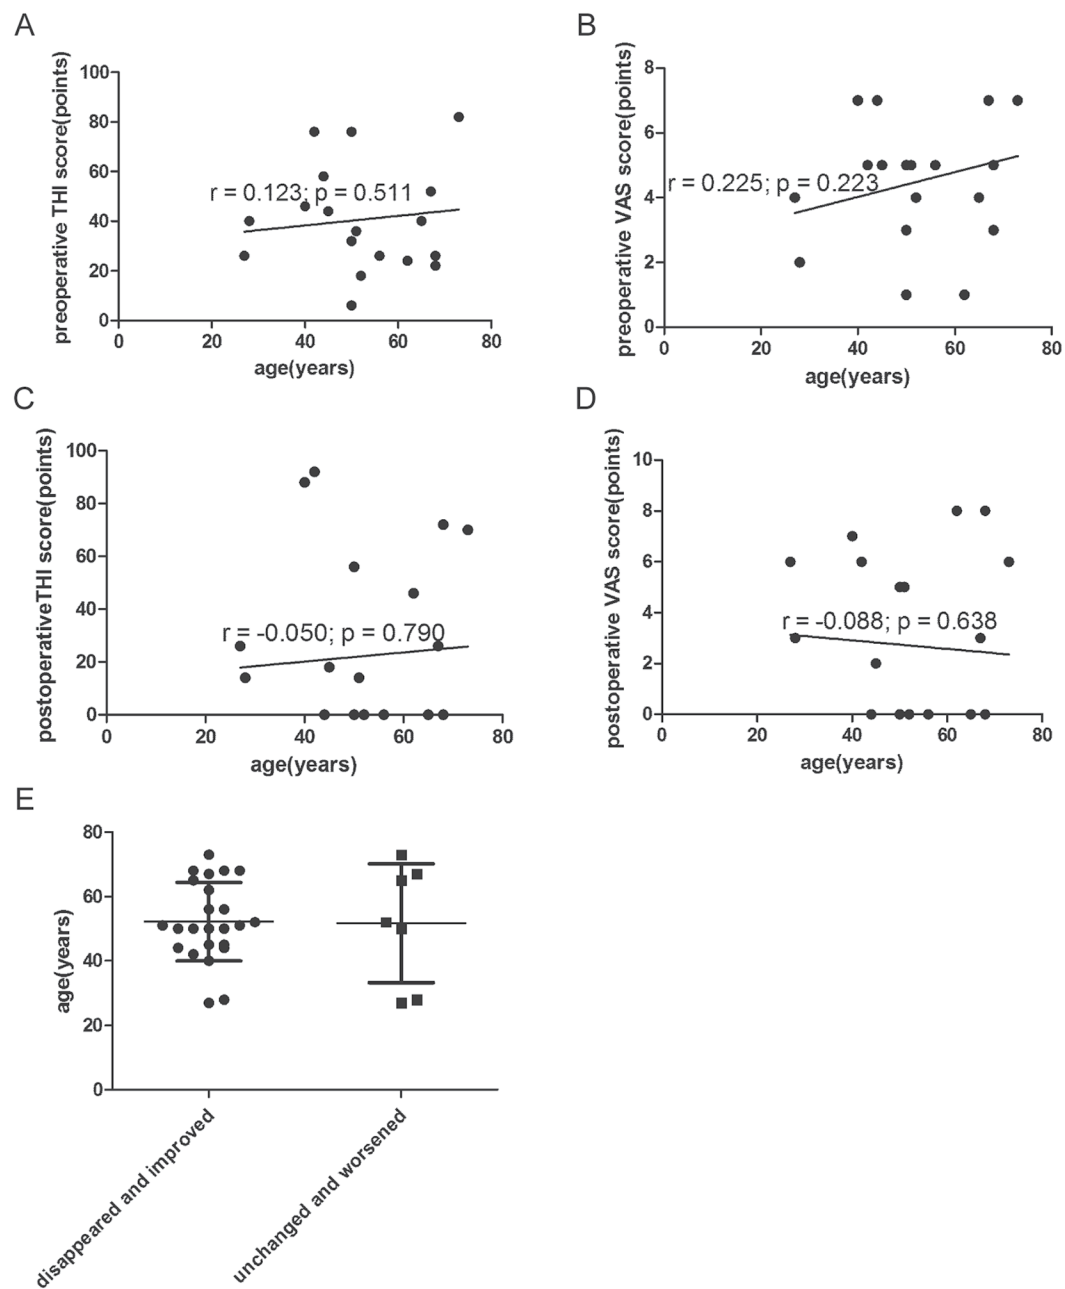 A
preoperative THI score(points)
100
80
60
40
20
0
r = 0.123; p = 0.511
0 20 40 60 80
age(years)
B
preoperative VAS score(points)
8
6
4
2
0
r = 0.225; p = 0.223
0 20 40 60 80
age(years)
C
postoperativeTHI score(points)
100
80
60
40
20
0
r = -0.050; p = 0.790
0 20 40 60 80
age(years)
D
postoperative VAS score(points)
10
8
6
4
2
0
r = -0.088; p = 0.638
0 20 40 60 80
age(years)
E
age(years)
80
60
40
20
0
disappeared and improved
unchanged and worsened